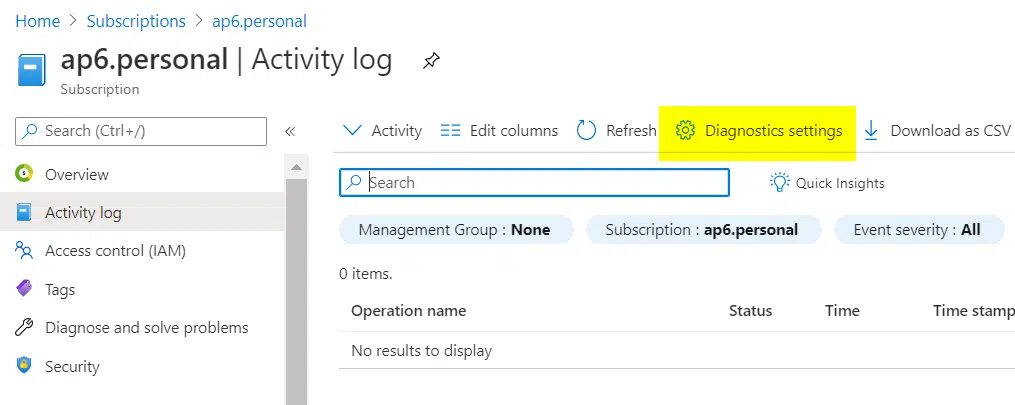 Home > Subscriptions > ap6.personal
ap6.personal | Activity log
Subscription
Search (Ctrl+/)
«
Activity
Edit columns
Refresh
Diagnostics settings
Download as CSV
Overview
Activity log
Access control (IAM)
Tags
Diagnose and solve problems
Security
Search
Quick Insights
Management Group : None
Subscription : ap6.personal
Event severity : All
0 items.
Operation name Status Time Time stamp
No results to display